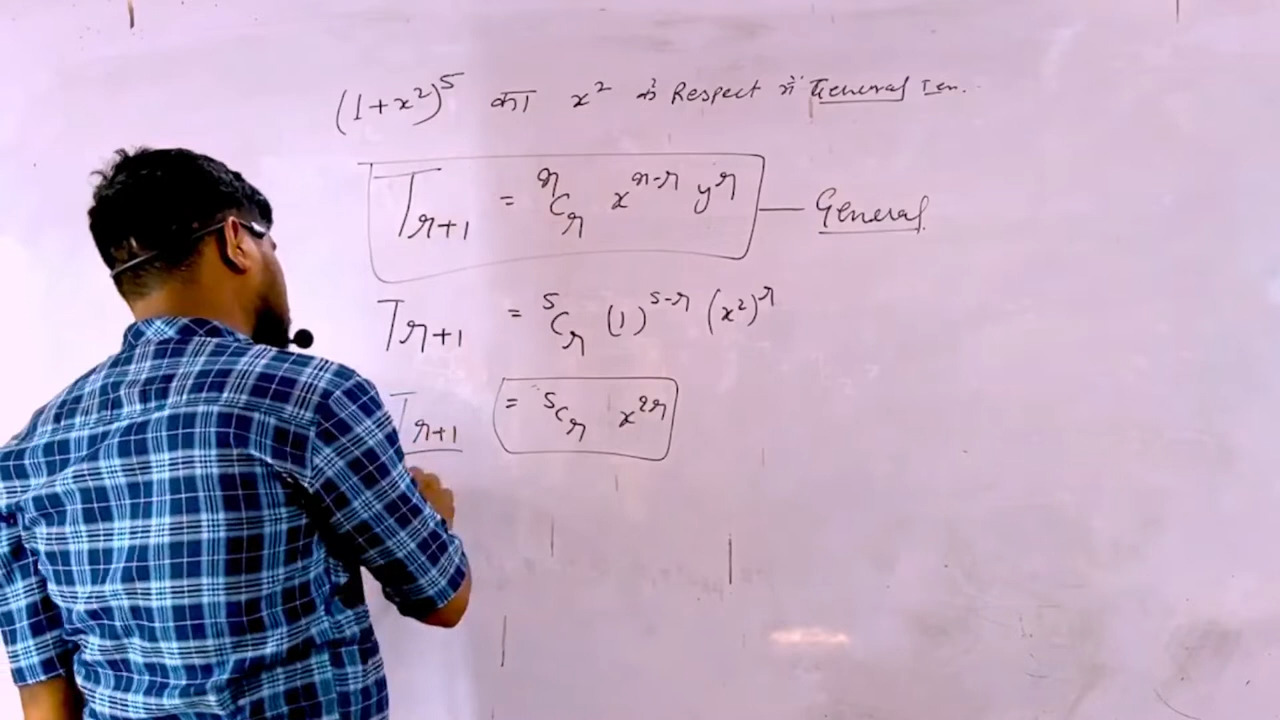 (1+x²)⁵ का x² के Respect में General Ter.
Tr+1 = ⁿCr xⁿ⁻ʳ yʳ — General
Tr+1 = ⁵Cr (1)⁵⁻ʳ (x²)ʳ
Tr+1 = ⁵Cr x²ʳ